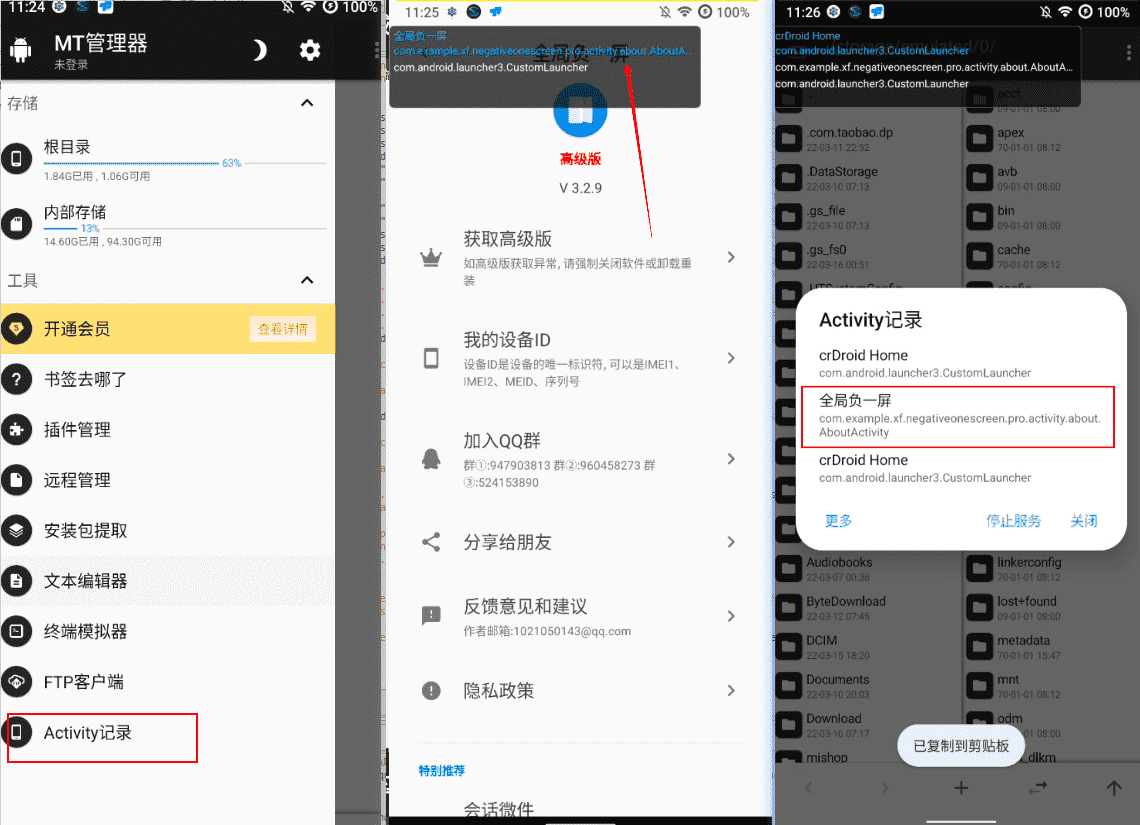 11:24
100%
MT管理器
未登录
存储
根目录
63%
1.84G已用 , 1.06G可用
内部存储
13%
14.60G已用 , 94.30G可用
工具
开通会员
查看详情
书签去哪了
插件管理
远程管理
安装包提取
文本编辑器
终端模拟器
FTP客户端
Activity记录
11:25
100%
全局负一屏
com.example.xf.negativeonescreen.pro.activity.about.AboutA...
com.android.launcher3.CustomLauncher
全局负一屏
高级版
V 3.2.9
获取高级版
如高级版获取异常, 请强制关闭软件或卸载重
装
我的设备ID
设备ID是设备的唯一标识符, 可以是IMEI1、
IMEI2、MEID、序列号
加入QQ群
群①:947903813 群②:960458273 群
③:524153890
分享给朋友
反馈意见和建议
作者邮箱:1021050143@qq.com
隐私政策
特别推荐
会话微件
11:26
100%
crDroid Home
com.android.launcher3.CustomLauncher
com.example.xf.negativeonescreen.pro.activity.about.AboutA...
com.android.launcher3.CustomLauncher
acct
09-01-01 08:00
.com.taobao.dp
22-03-11 22:52
apex
70-01-01 08:12
.DataStorage
22-03-10 07:13
avb
09-01-01 08:00
.gs_file
22-03-10 07:13
bin
09-01-01 08:00
.gs_fs0
22-03-16 00:51
cache
70-01-01 08:12
.UTSystemConfig
config
Activity记录
crDroid Home
com.android.launcher3.CustomLauncher
全局负一屏
com.example.xf.negativeonescreen.pro.activity.about.
AboutActivity
crDroid Home
com.android.launcher3.CustomLauncher
更多
停止服务
关闭
Audiobooks
22-03-07 00:38
linkerconfig
70-01-01 08:12
ByteDownload
22-03-12 07:45
lost+found
09-01-01 08:00
DCIM
22-03-15 18:20
metadata
70-01-01 15:47
Documents
22-03-10 20:03
mnt
70-01-01 08:12
Download
22-03-10 07:17
odm
01 08:00
mishop
_dlkm
已复制到剪贴板